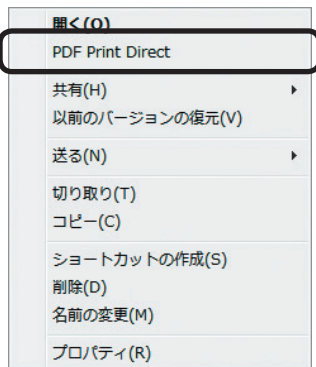 開く(O)
PDF Print Direct
共有(H)
以前のバージョンの復元(V)
送る(N)
切り取り(T)
コピー(C)
ショートカットの作成(S)
削除(D)
名前の変更(M)
プロパティ(R)